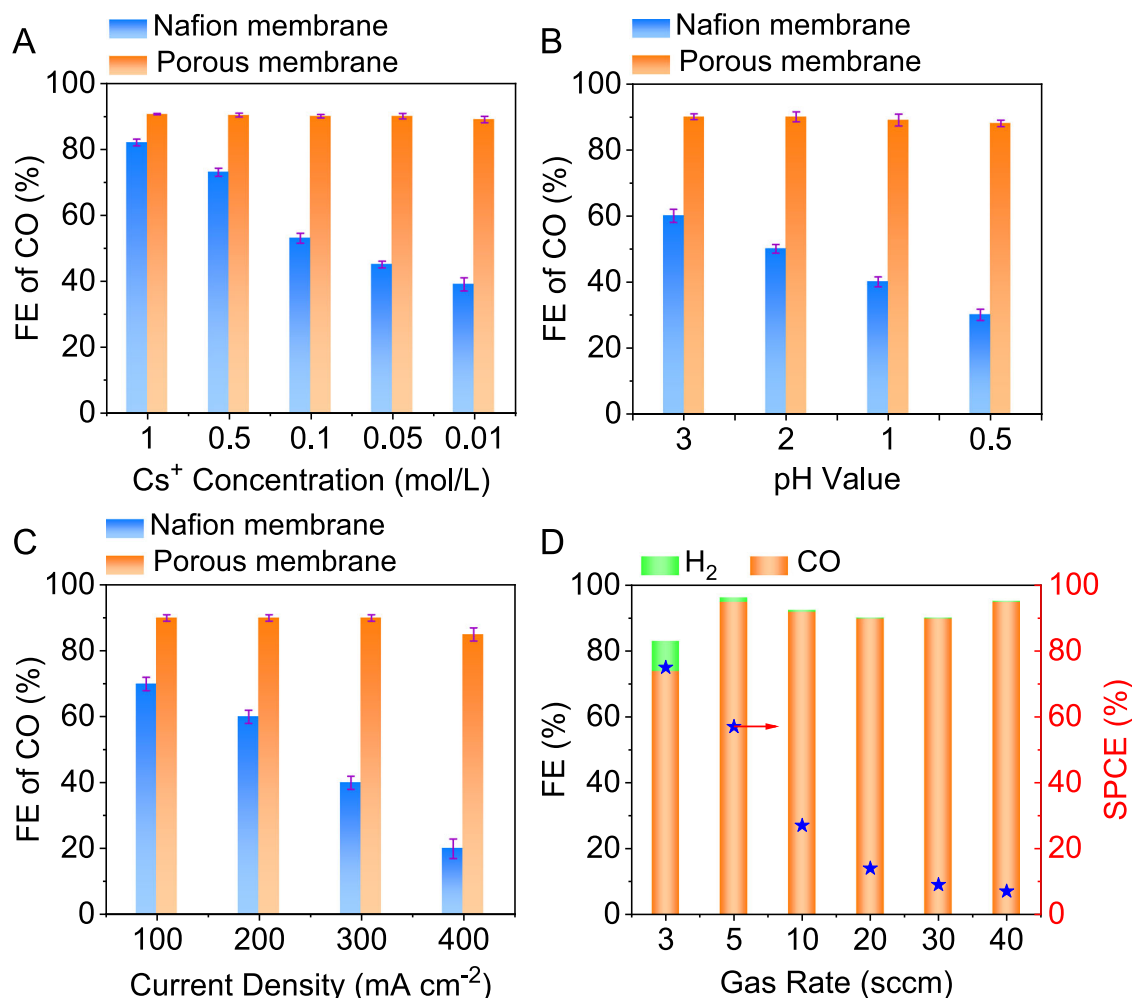 A
Nafion membrane
Porous membrane
FE of CO (%)
100
80
60
40
20
0
1 0.5 0.1 0.05 0.01
Cs⁺ Concentration (mol/L)
B
Nafion membrane
Porous membrane
FE of CO (%)
100
80
60
40
20
0
3 2 1 0.5
pH Value
C
Nafion membrane
Porous membrane
FE of CO (%)
100
80
60
40
20
0
100 200 300 400
Current Density (mA cm⁻²)
D
H₂ CO
FE (%)
100
80
60
40
20
0
3 5 10 20 30 40
Gas Rate (sccm)
100
80
60
40
20
0
SPCE (%)